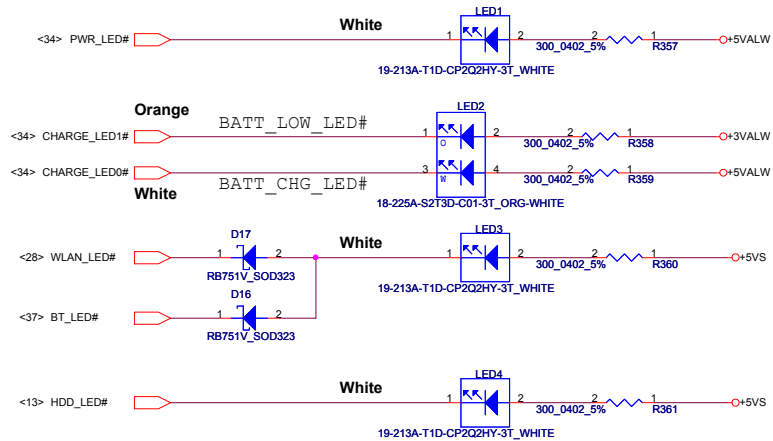 White
LED1
<34> PWR_LED# 1 2 2 1 +5VALW
300_0402_5% R357
19-213A-T1D-CP2Q2HY-3T_WHITE
Orange
LED2
BATT_LOW_LED#
<34> CHARGE_LED1# 1 2 2 1 +3VALW
O 300_0402_5% R358
<34> CHARGE_LED0# 3 4 2 1 +5VALW
W 300_0402_5% R359
White BATT_CHG_LED#
18-225A-S2T3D-C01-3T_ORG-WHITE
D17 White LED3
<28> WLAN_LED# 1 2 1 2 2 1 +5VS
RB751V_SOD323 300_0402_5% R360
19-213A-T1D-CP2Q2HY-3T_WHITE
D16
<37> BT_LED# 1 2
RB751V_SOD323
White LED4
<13> HDD_LED# 1 2 2 1 +5VS
300_0402_5% R361
19-213A-T1D-CP2Q2HY-3T_WHITE